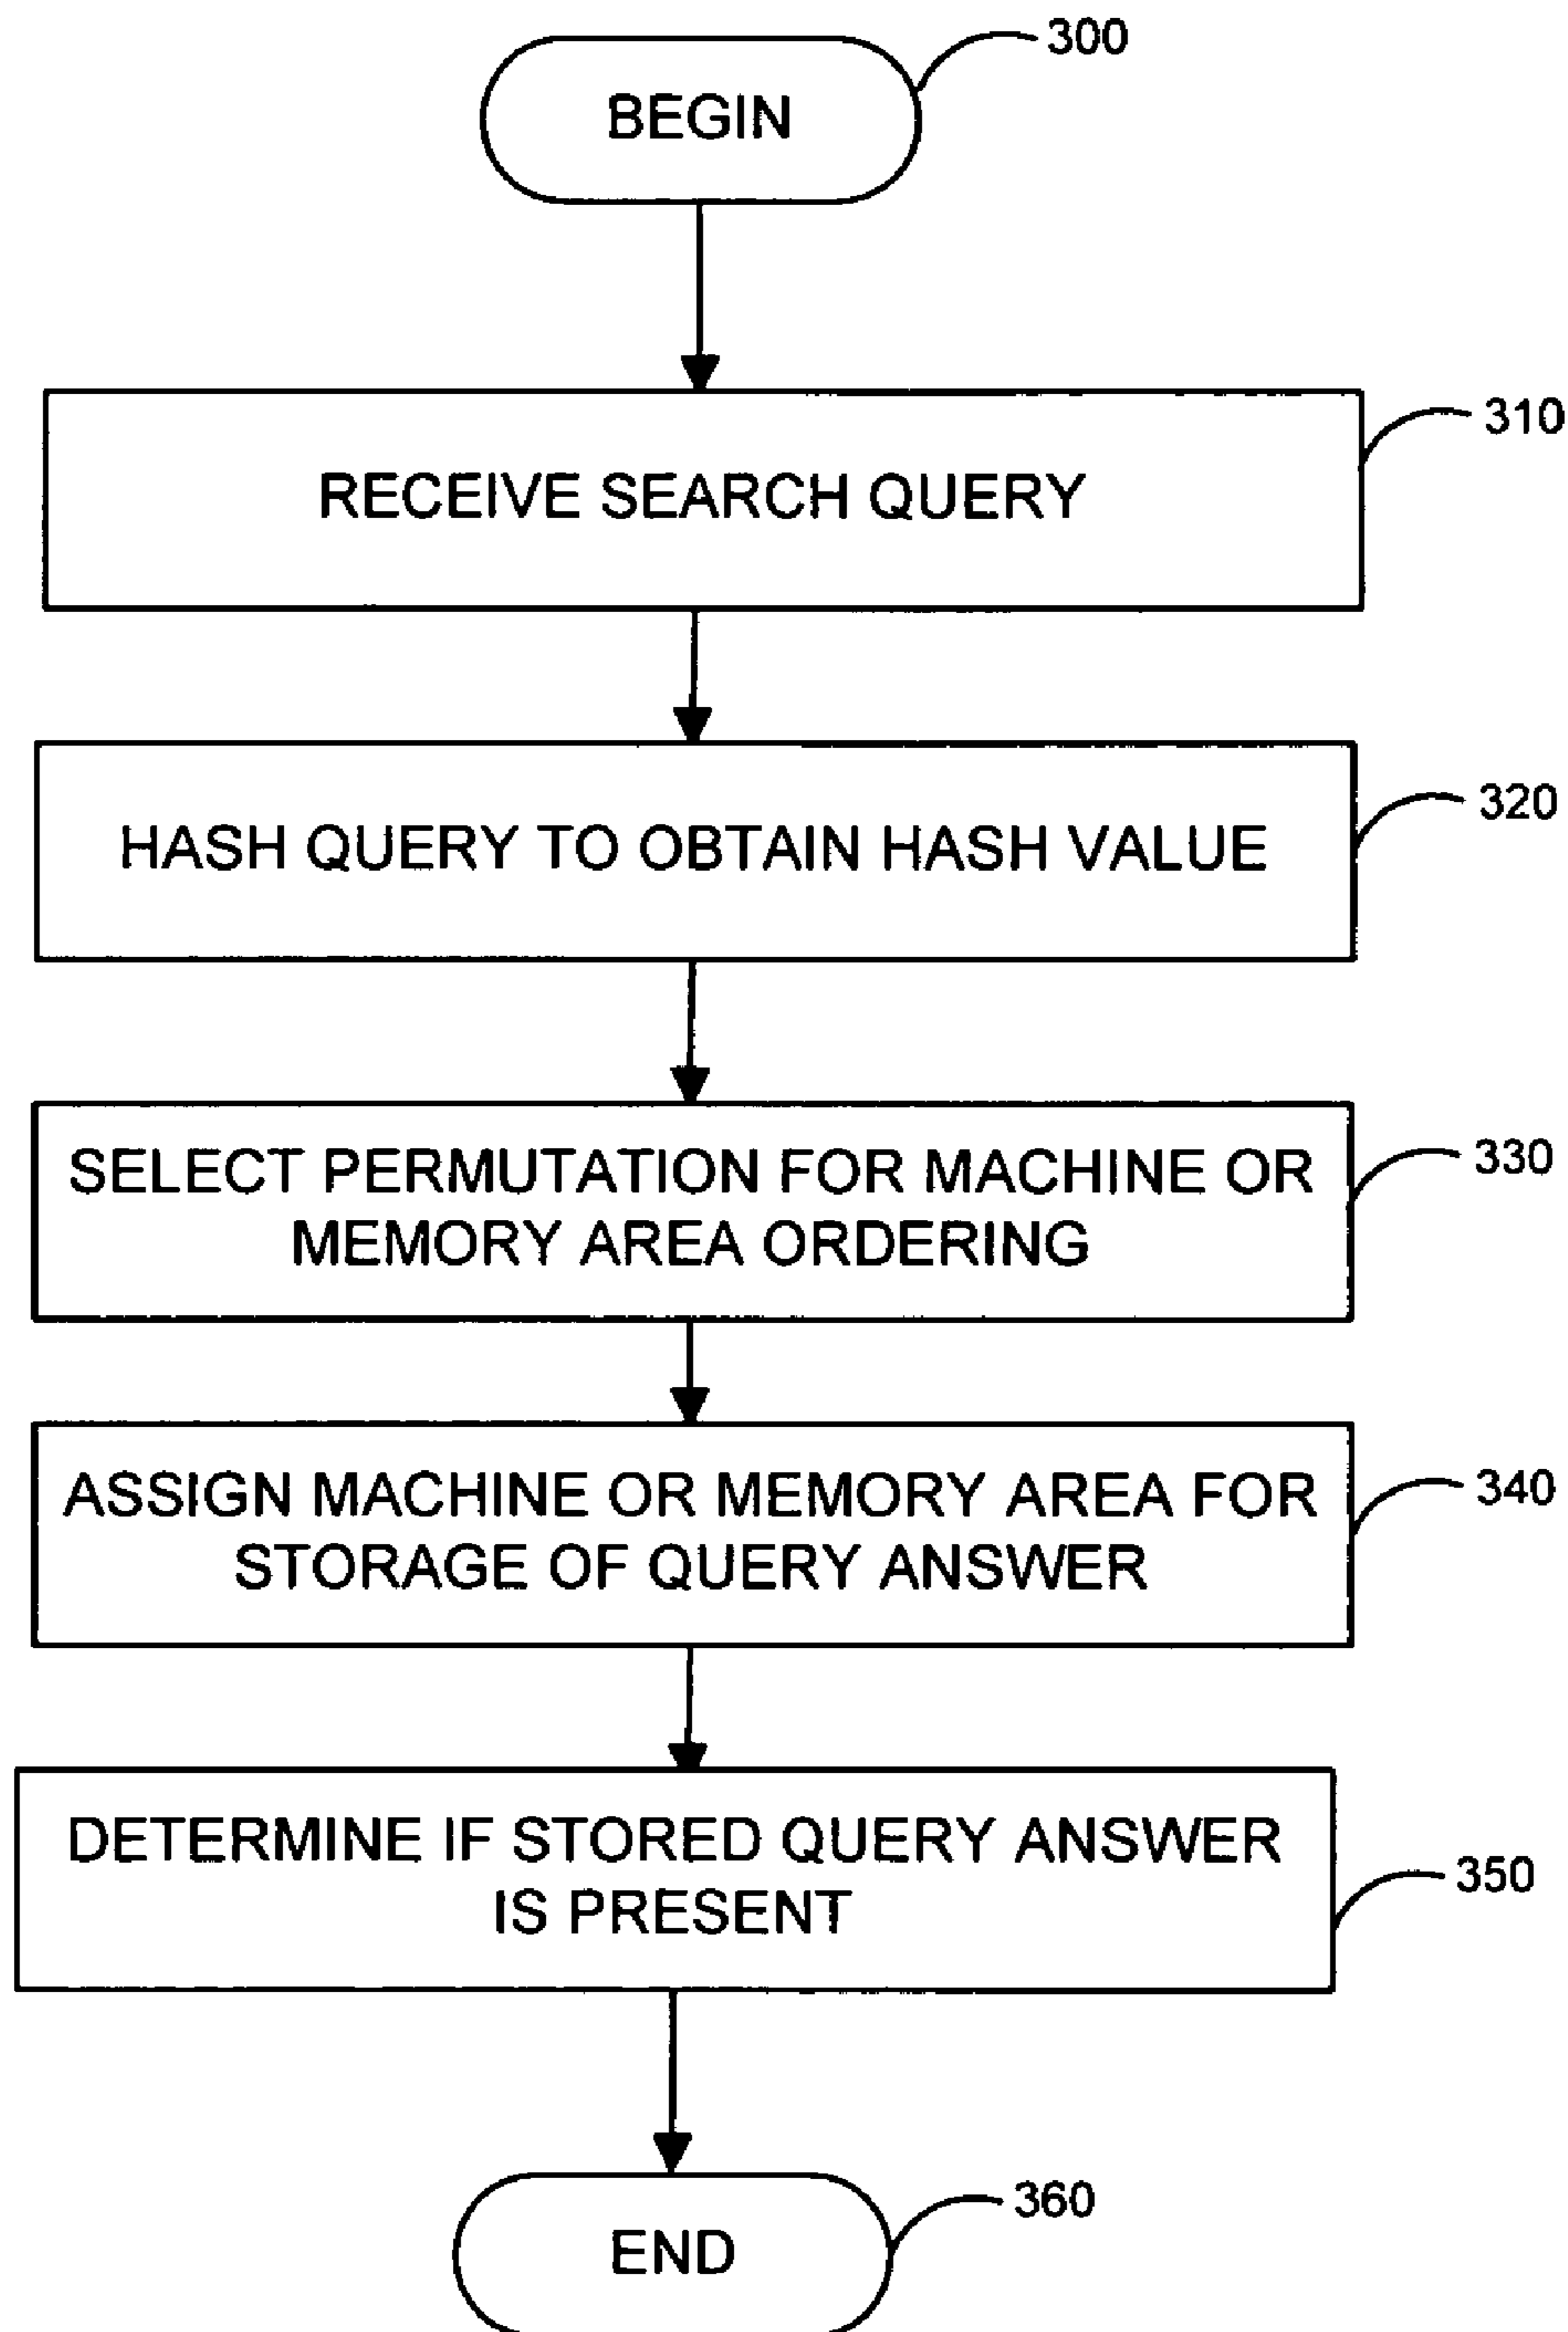 300
BEGIN
310
RECEIVE SEARCH QUERY
320
HASH QUERY TO OBTAIN HASH VALUE
330
SELECT PERMUTATION FOR MACHINE OR
MEMORY AREA ORDERING
340
ASSIGN MACHINE OR MEMORY AREA FOR
STORAGE OF QUERY ANSWER
350
DETERMINE IF STORED QUERY ANSWER
IS PRESENT
360
END